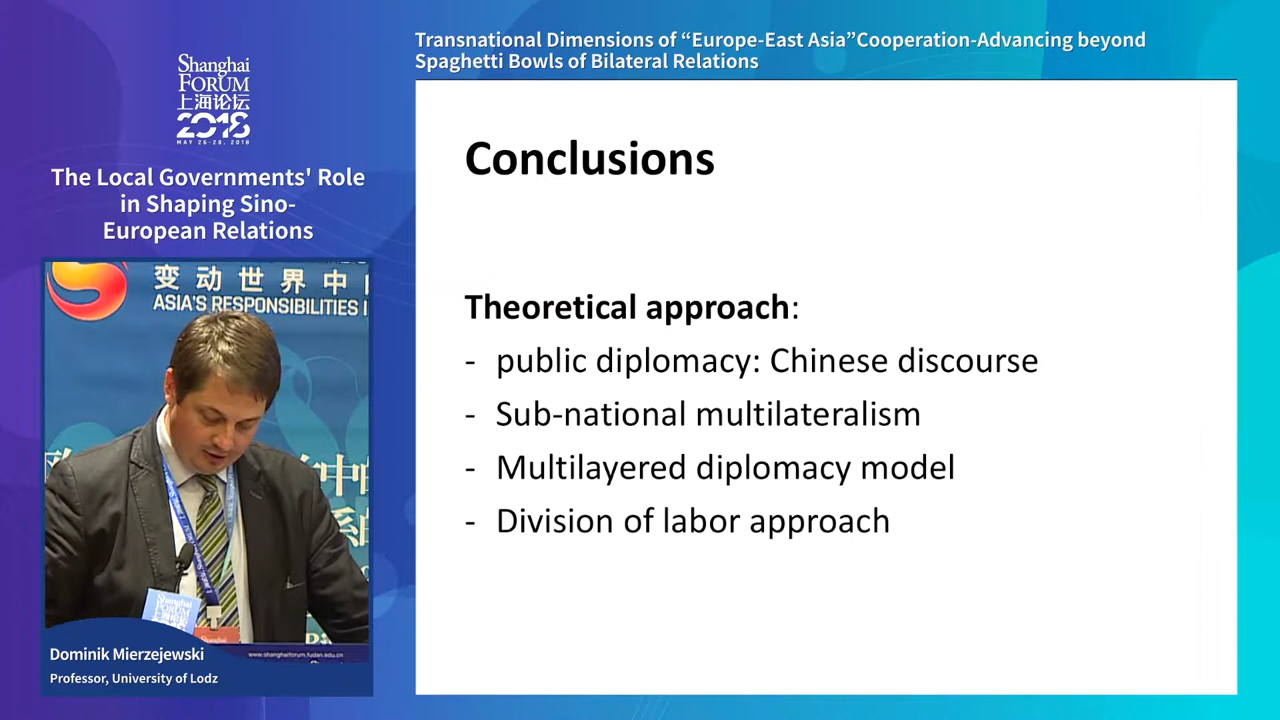 Transnational Dimensions of “Europe-East Asia”Cooperation-Advancing beyond
Spaghetti Bowls of Bilateral Relations
Shanghai
FORUM
上海论坛
2018
MAY 26-28, 2018
The Local Governments' Role
in Shaping Sino-
European Relations
变动世界中
ASIA'S RESPONSIBILITIES
Shanghai
FORUM
www.shanghaiforum.fudan.edu.cn
Dominik Mierzejewski
Professor, University of Lodz
Conclusions
Theoretical approach:
- public diplomacy: Chinese discourse
- Sub-national multilateralism
- Multilayered diplomacy model
- Division of labor approach